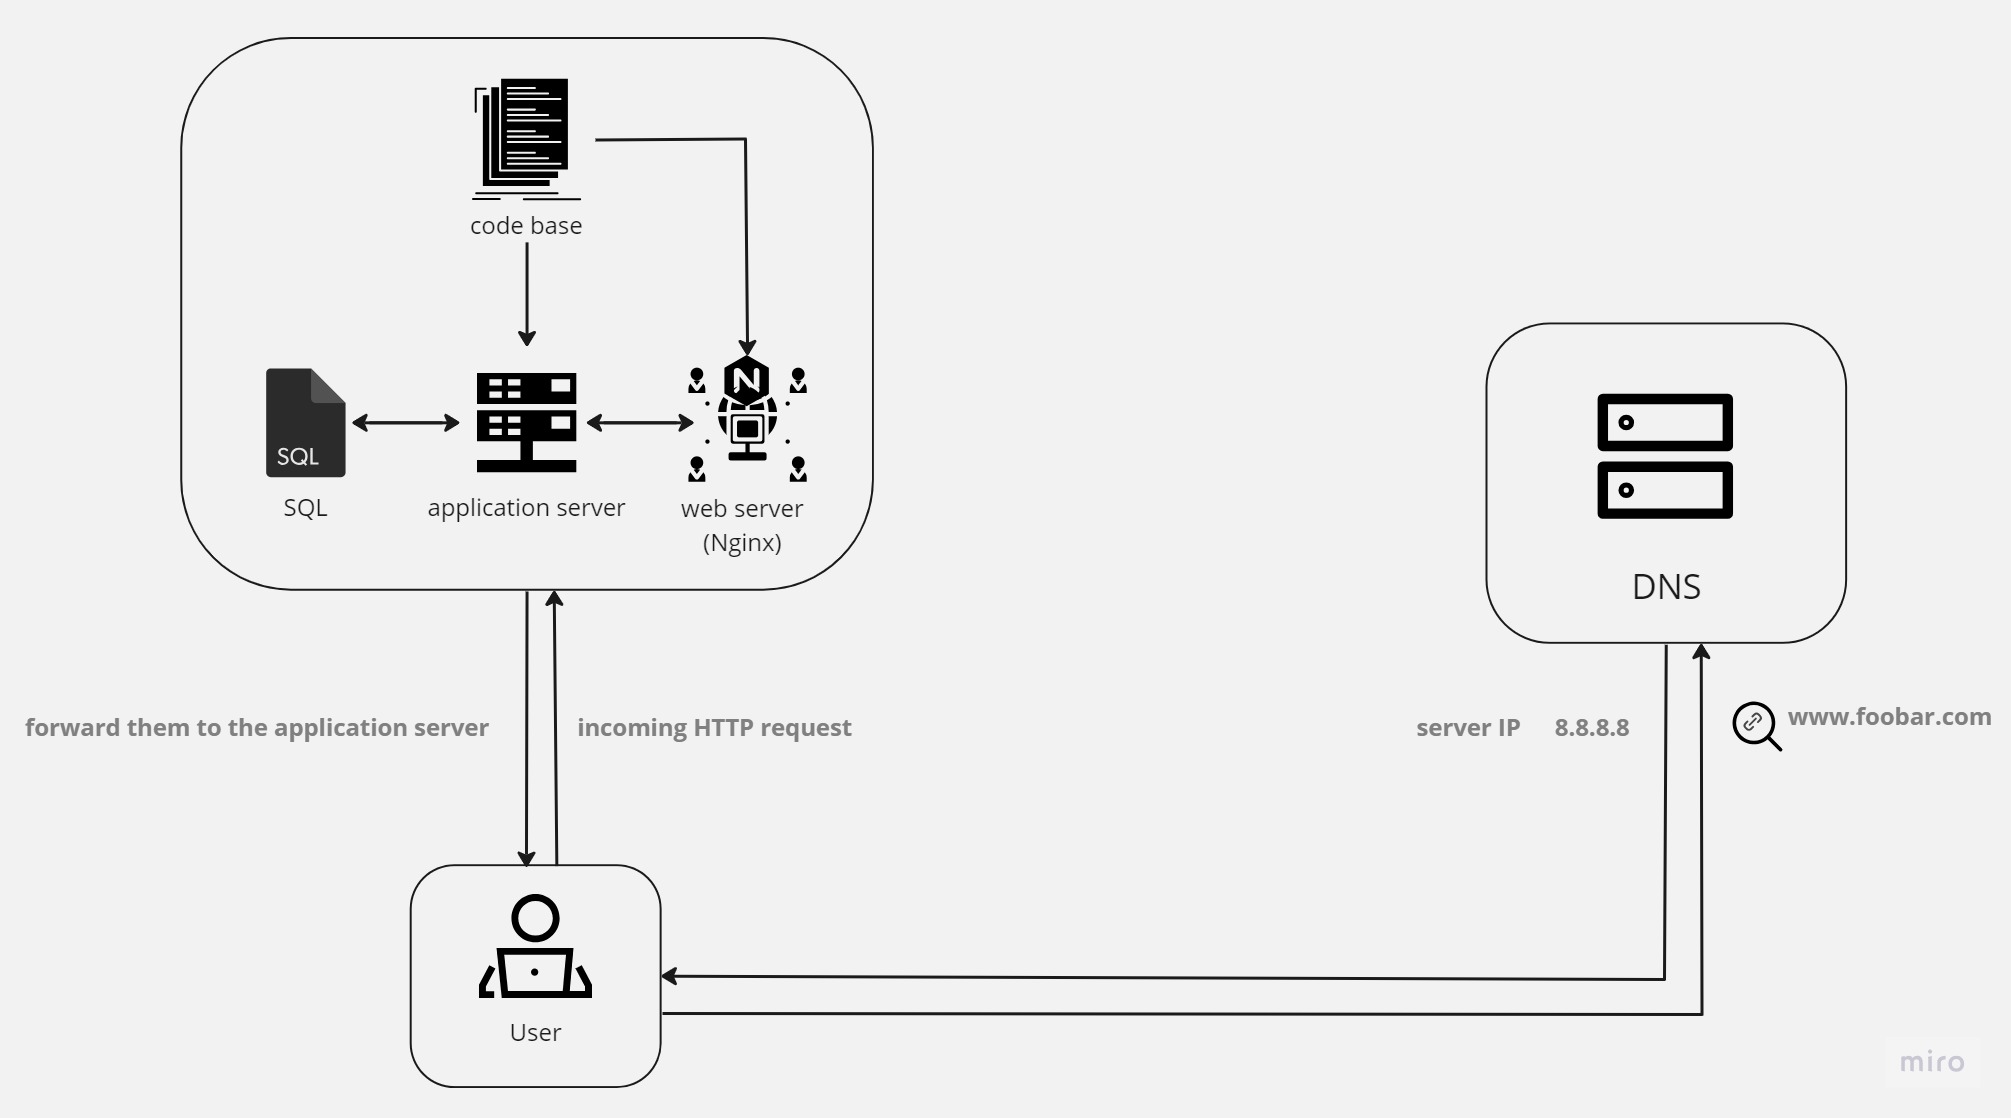 code base
SQL
SQL
application server
web server
(Nginx)
DNS
forward them to the application server
incoming HTTP request
server IP 8.8.8.8
www.foobar.com
User
miro